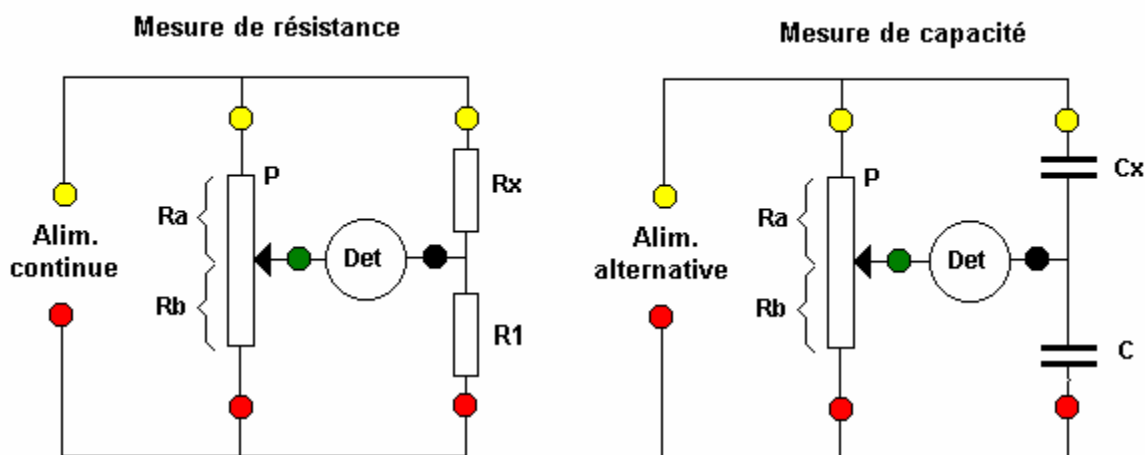 Mesure de résistance
P
Rx
Ra
Alim.
continue
Det
Rb
R1
Mesure de capacité
P
Cx
Ra
Alim.
alternative
Det
Rb
C